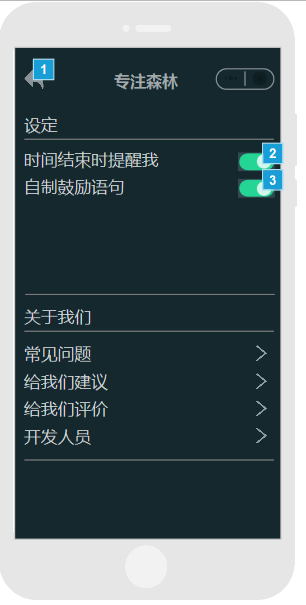 1
专注森林
设定
时间结束时提醒我
2
自制鼓励语句
3
关于我们
常见问题
给我们建议
给我们评价
开发人员